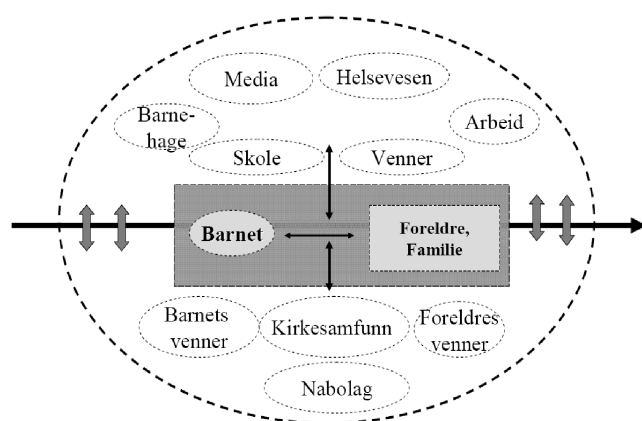 Media
Helsevesen
Barne-
hage
Arbeid
Skole
Venner
Barnet
Foreldre,
Familie
Barnets
venner
Kirkesamfunn
Foreldres
venner
Nabolag